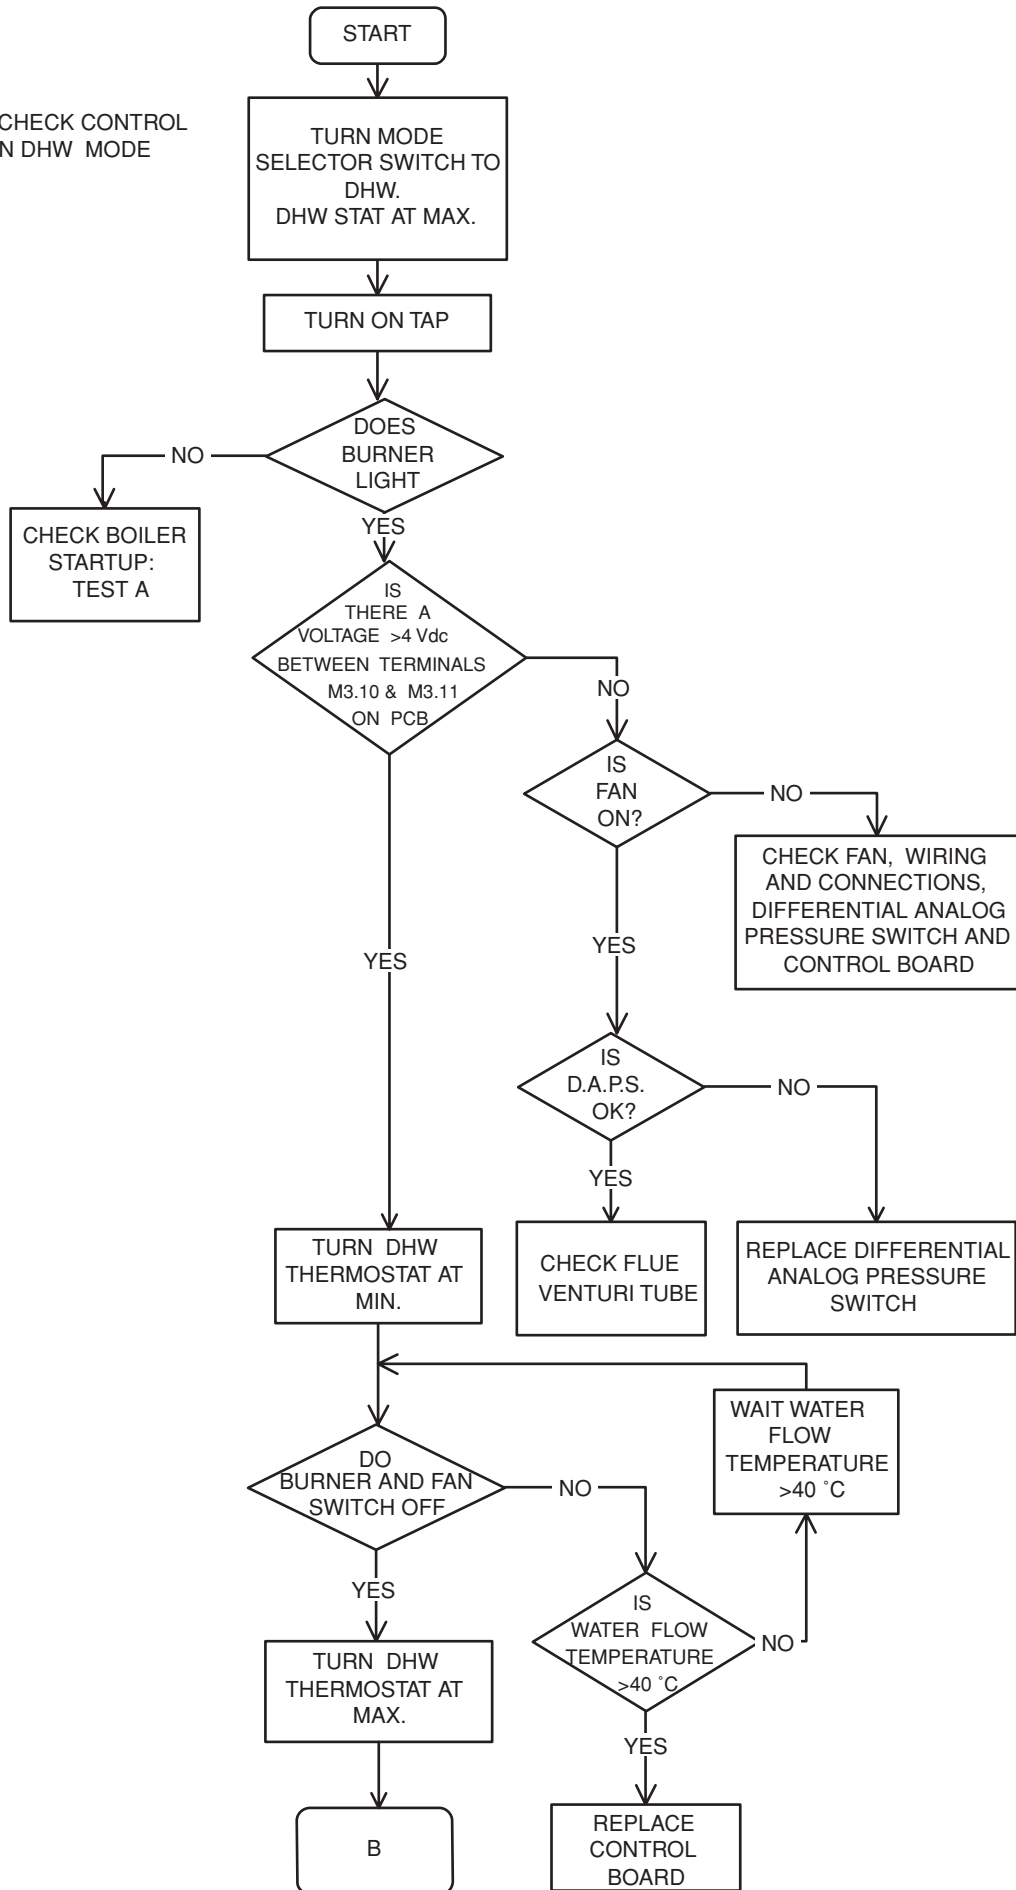 START
CHECK CONTROL
N DHW MODE
TURN MODE
SELECTOR SWITCH TO
DHW.
DHW STAT AT MAX.
TURN ON TAP
DOES
BURNER
LIGHT
NO
CHECK BOILER
STARTUP:
TEST A
YES
IS
THERE A
VOLTAGE >4 Vdc
BETWEEN TERMINALS
M3.10 & M3.11
ON PCB
NO
IS
FAN
ON?
NO
CHECK FAN, WIRING
AND CONNECTIONS,
DIFFERENTIAL ANALOG
PRESSURE SWITCH AND
CONTROL BOARD
YES
YES
IS
D.A.P.S.
OK?
NO
YES
CHECK FLUE
VENTURI TUBE
REPLACE DIFFERENTIAL
ANALOG PRESSURE
SWITCH
TURN DHW
THERMOSTAT AT
MIN.
WAIT WATER
FLOW
TEMPERATURE
>40 ˚C
DO
BURNER AND FAN
SWITCH OFF
NO
YES
IS
WATER FLOW
TEMPERATURE
>40 ˚C
NO
TURN DHW
THERMOSTAT AT
MAX.
YES
B
REPLACE
CONTROL
BOARD